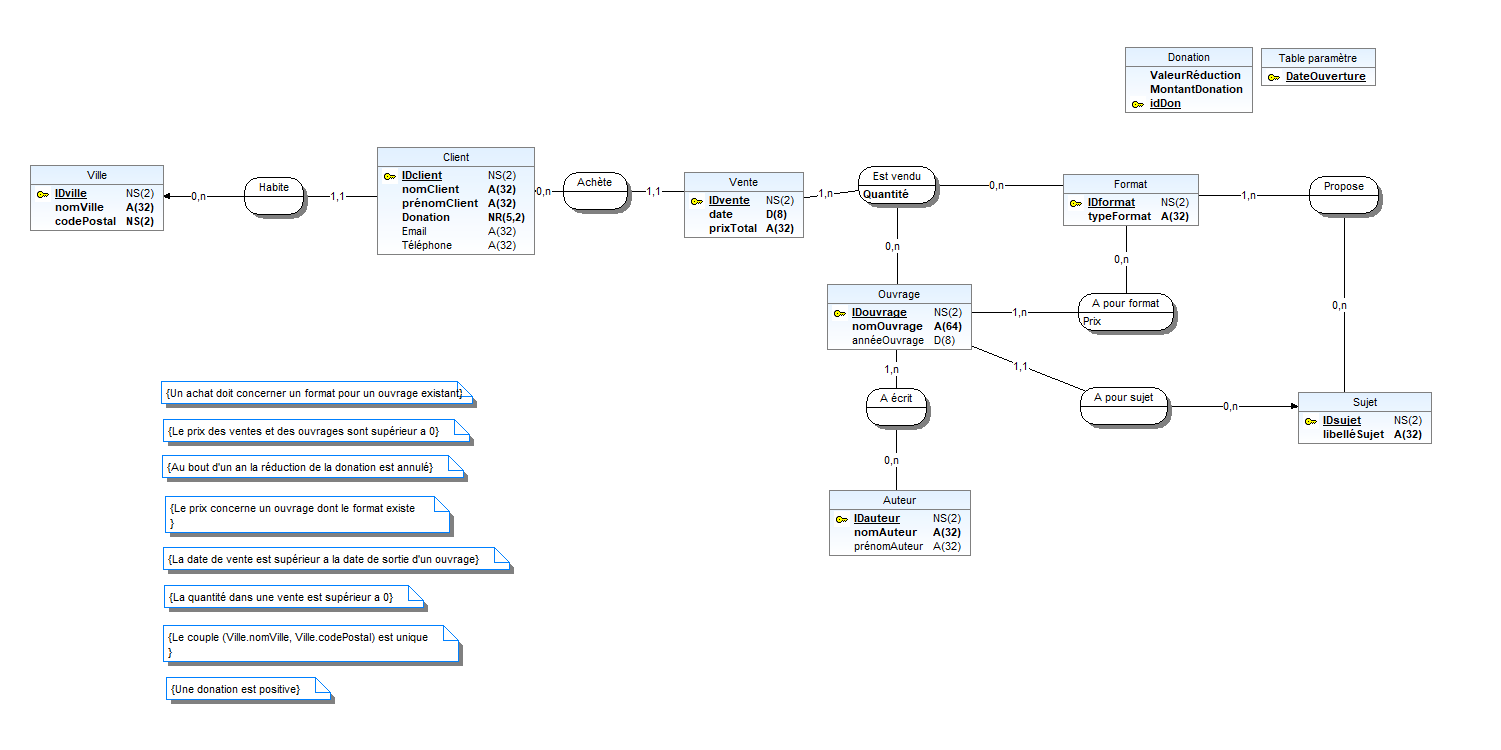 Donation
ValeurRéduction
MontantDonation
idDon
Table paramètre
DateOuverture
Ville
IDville NS(2)
nomVille A(32)
codePostal NS(2)
0,n
Habite
1,1
Client
IDclient NS(2)
nomClient A(32)
prénomClient A(32)
Donation NR(5,2)
Email A(32)
Téléphone A(32)
0,n
Achète
1,1
Vente
IDvente NS(2)
date D(8)
prixTotal A(32)
1,n
Est vendu
Quantité
0,n
Format
IDformat NS(2)
typeFormat A(32)
1,n
Propose
0,n
0,n
0,n
Ouvrage
IDouvrage NS(2)
nomOuvrage A(64)
annéeOuvrage D(8)
1,n
A pour format
Prix
1,1
A pour sujet
0,n
Sujet
IDsujet NS(2)
libelléSujet A(32)
1,n
A écrit
0,n
Auteur
IDauteur NS(2)
nomAuteur A(32)
prénomAuteur A(32)
{Un achat doit concerner un format pour un ouvrage existant}
{Le prix des ventes et des ouvrages sont supérieur a 0}
{Au bout d'un an la réduction de la donation est annulé}
{Le prix concerne un ouvrage dont le format existe
}
{La date de vente est supérieur a la date de sortie d'un ouvrage}
{La quantité dans une vente est supérieur a 0}
{Le couple (Ville.nomVille, Ville.codePostal) est unique
}
{Une donation est positive}